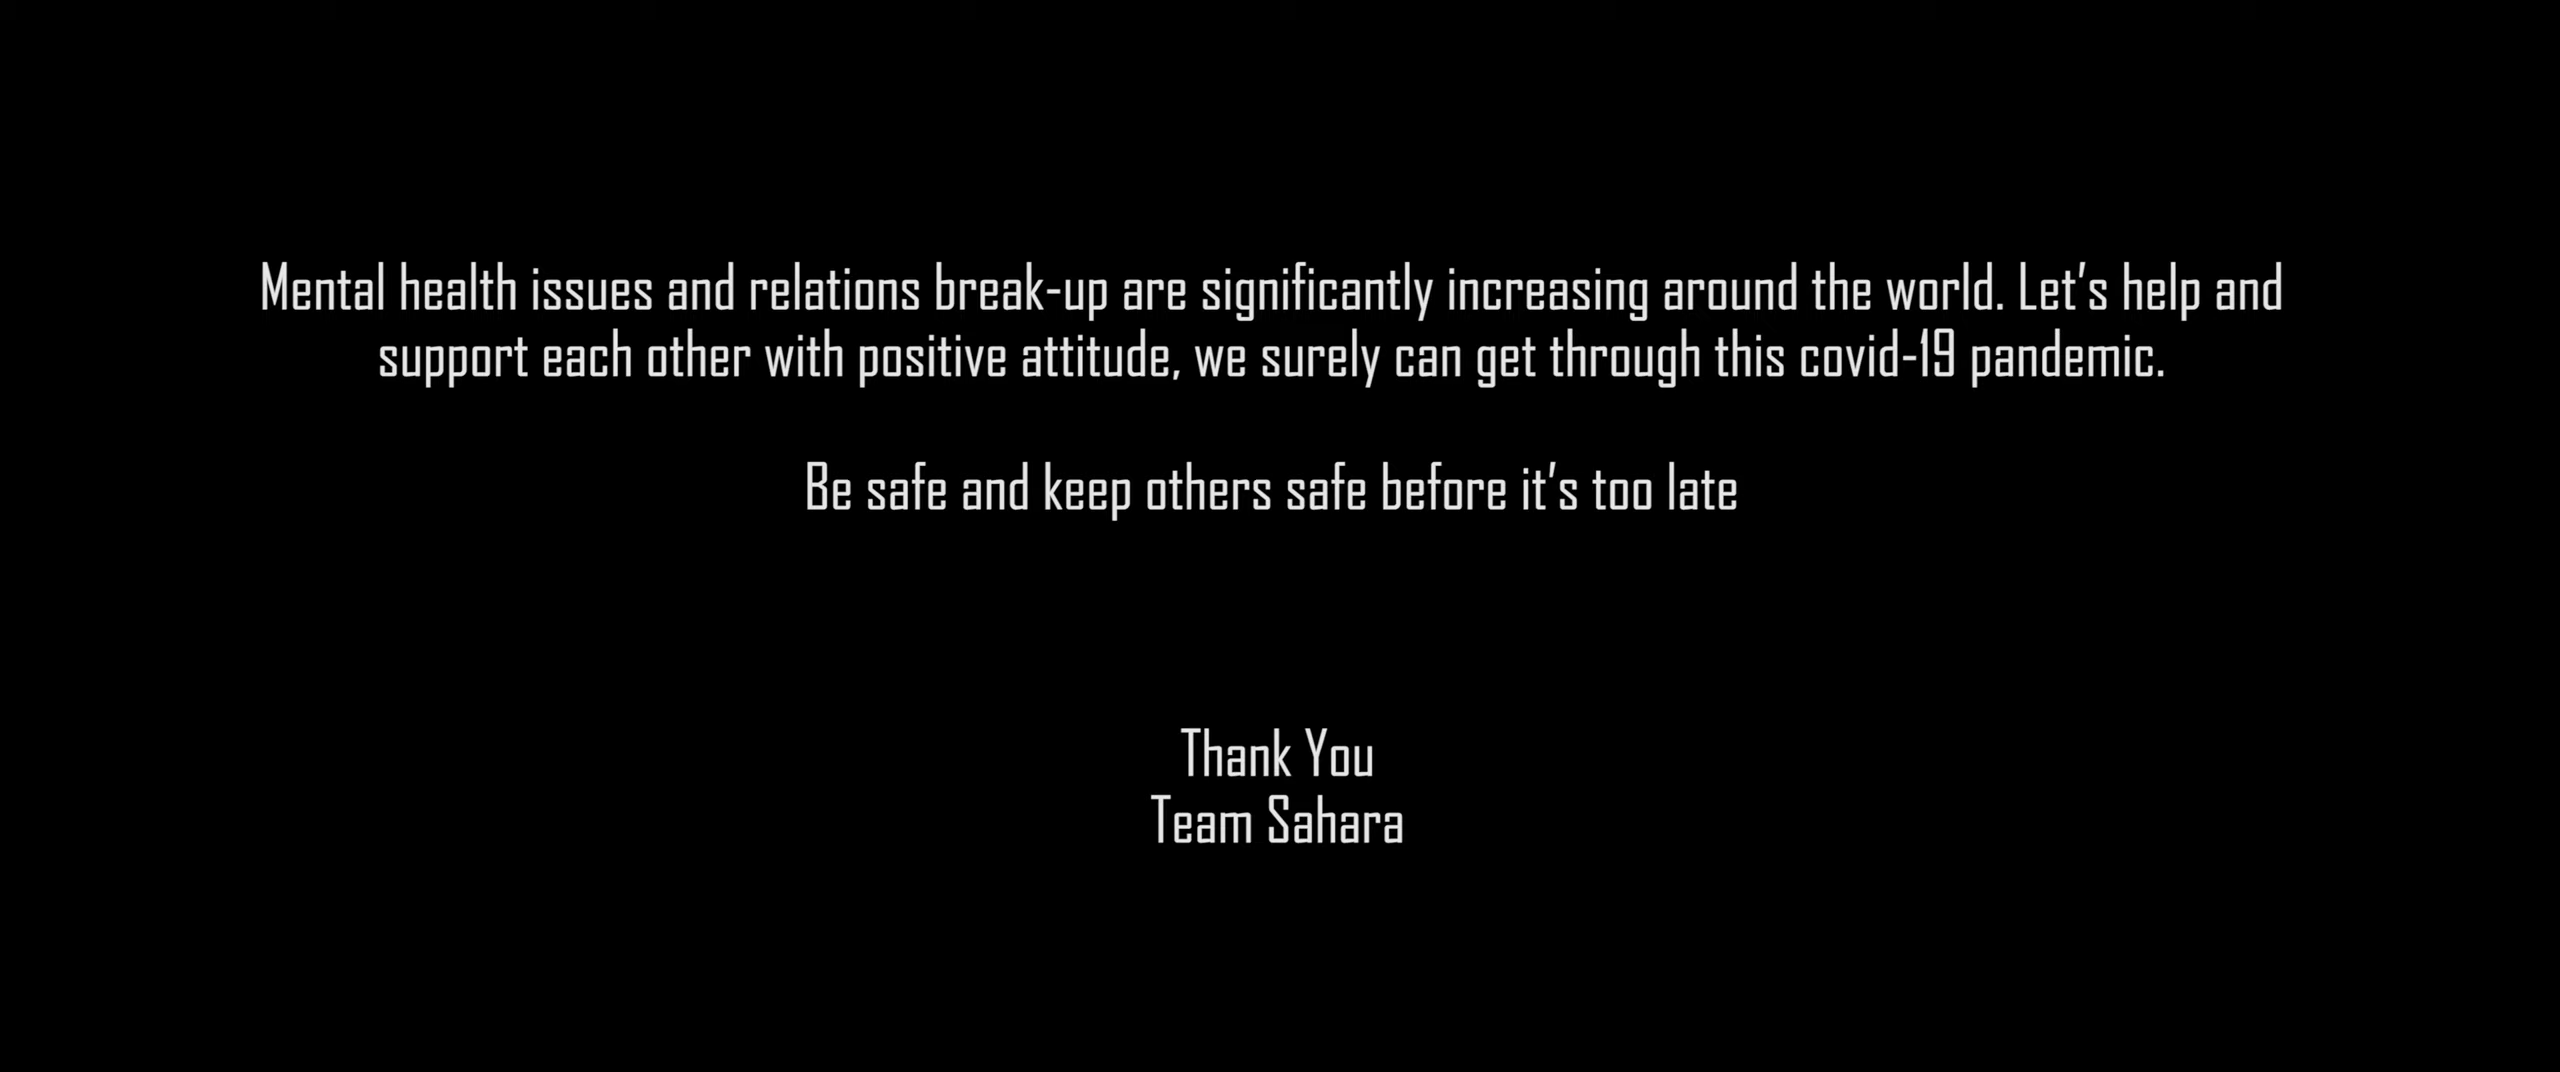 Mental health issues and relations break-up are significantly increasing around the world. Let's help and
support each other with positive attitude, we surely can get through this covid-19 pandemic.
Be safe and keep others safe before it's too late
Thank You
Team Sahara